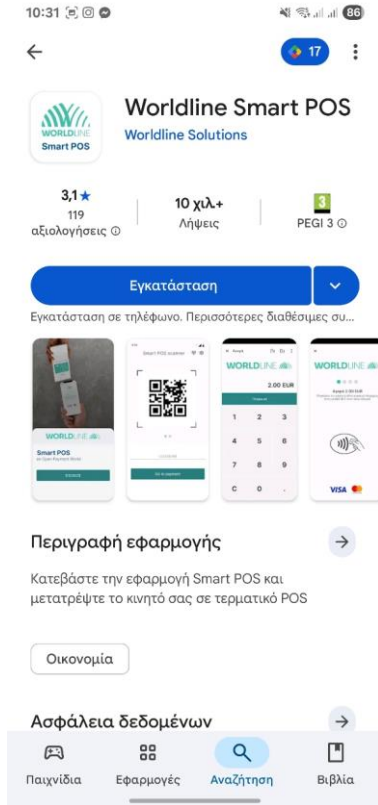 10:31
86
17
WORLDLINE
Smart POS
Worldline Smart POS
Worldline Solutions
3,1★
119
αξιολογήσεις
10 χιλ.+
Λήψεις
3
PEGI 3
Εγκατάσταση
Εγκατάσταση σε τηλέφωνο. Περισσότερες διαθέσιμες συ...
WORLDLINE
Smart POS
Smart POS scanner
WORLDLINE
2.00 EUR
1 2 3
4 5 6
7 8 9
C 0 .
WORLDLINE
VISA
Περιγραφή εφαρμογής
Κατεβάστε την εφαρμογή Smart POS και
μετατρέψτε το κινητό σας σε τερματικό POS
Οικονομία
Ασφάλεια δεδομένων
Παιχνίδια Εφαρμογές Αναζήτηση Βιβλία